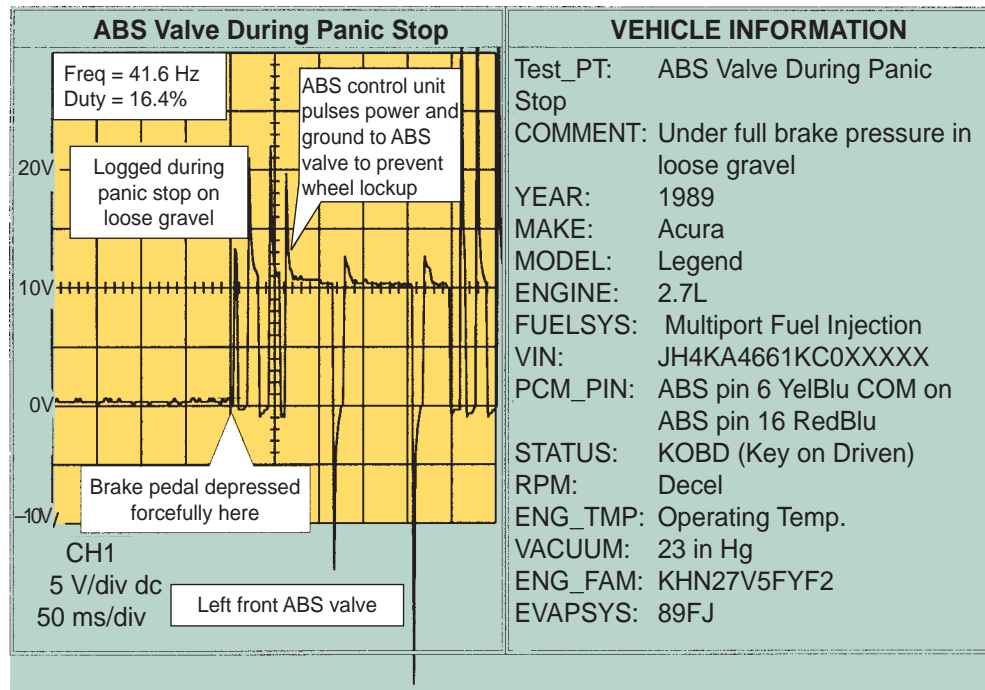 ABS Valve During Panic Stop
Freq = 41.6 Hz
Duty = 16.4%
ABS control unit
pulses power and
ground to ABS
valve to prevent
wheel lockup
Logged during
panic stop on
loose gravel
20V
10V
0V
–10V
Brake pedal depressed
forcefully here
CH1
5 V/div dc
50 ms/div
Left front ABS valve
VEHICLE INFORMATION
Test_PT: ABS Valve During Panic
Stop
COMMENT: Under full brake pressure in
loose gravel
YEAR: 1989
MAKE: Acura
MODEL: Legend
ENGINE: 2.7L
FUELSYS: Multiport Fuel Injection
VIN: JH4KA4661KC0XXXXX
PCM_PIN: ABS pin 6 YelBlu COM on
ABS pin 16 RedBlu
STATUS: KOBD (Key on Driven)
RPM: Decel
ENG_TMP: Operating Temp.
VACUUM: 23 in Hg
ENG_FAM: KHN27V5FYF2
EVAPSYS: 89FJ